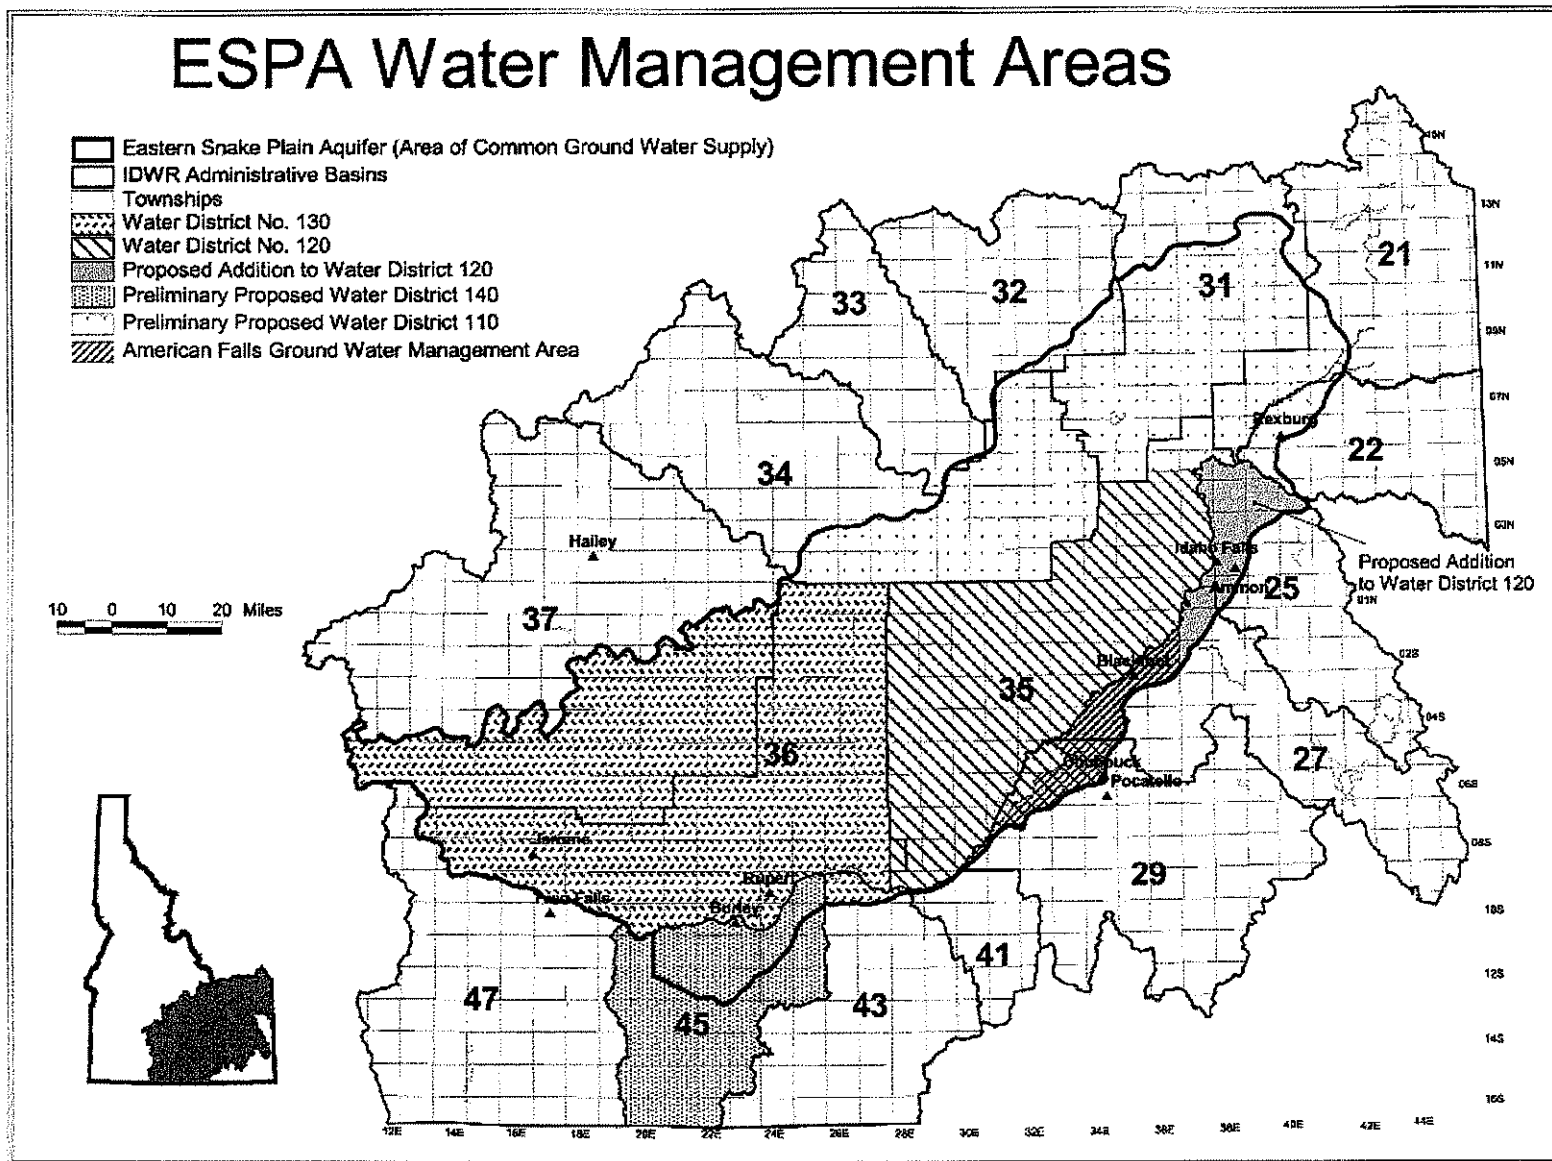 ESPA Water Management Areas
Eastern Snake Plain Aquifer (Area of Common Ground Water Supply)
IDWR Administrative Basins
Townships
Water District No. 130
Water District No. 120
Proposed Addition to Water District 120
Preliminary Proposed Water District 140
Preliminary Proposed Water District 110
American Falls Ground Water Management Area
13N
21
11N
31
32
33
09N
07N
Rexburg
22
05N
34
03N
Hailey
Idaho Falls
Proposed Addition
to Water District 120
Ammon
25
01N
10 0 10 20 Miles
37
02S
Blackfoot
35
04S
36
27
Chubbuck
Pocatello
06S
08S
Jerome
29
Rupert
Twin Falls
Burley
10S
41
12S
47
43
45
14S
16S
12E 14E 16E 18E 20E 22E 24E 26E 28E 30E 32E 34E 36E 38E 40E 42E 44E